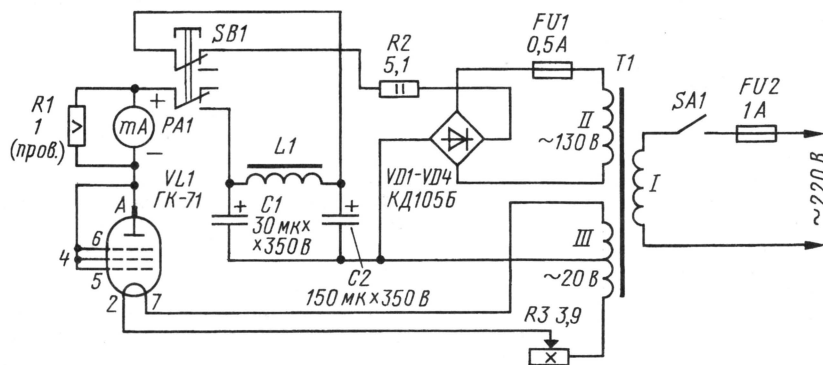 SB1
R2
5,1
FU1
0,5А
T1
FU2
1А
SA1
R1
1
(пров.)
+
mA
−
PA1
VL1
ГК-71
L1
VD1-VD4
КД105Б
II
~130 В
I
~220 В
+
C1
30 мк×
×350 В
+
C2
150 мк×350 В
III
~20 В
R3 3,9
А
6
4
5
2
7